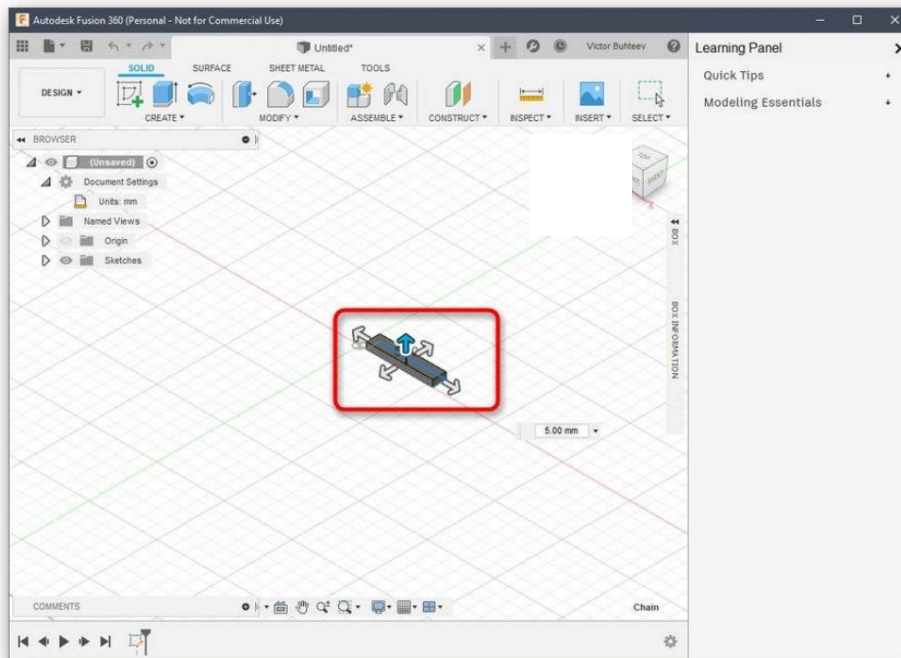 Autodesk Fusion 360 (Personal - Not for Commercial Use)
Untitled*
Victor Buhteev
Learning Panel
Quick Tips
Modeling Essentials
DESIGN
SOLID
SURFACE
SHEET METAL
TOOLS
CREATE
MODIFY
ASSEMBLE
CONSTRUCT
INSPECT
INSERT
SELECT
BROWSER
(Unsaved)
Document Settings
Units: mm
Named Views
Origin
Sketches
TOP
RIGHT
X
BOX
BOX INFORMATION
5.00 mm
COMMENTS
Chain